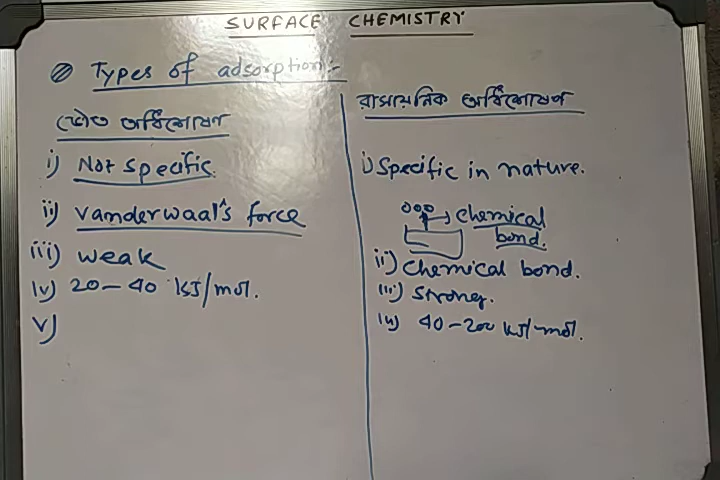 SURFACE CHEMISTRY
Types of adsorption:-
ভৌত অধিশোষণ
i) Not specific.
ii) Vanderwaal's force
iii) weak
iv) 20-40 kJ/mol.
v)
রাসায়নিক অধিশোষণ
i) Specific in nature.
chemical
bond.
ii) Chemical bond.
iii) Strong.
iv) 40-200 kJ/mol.